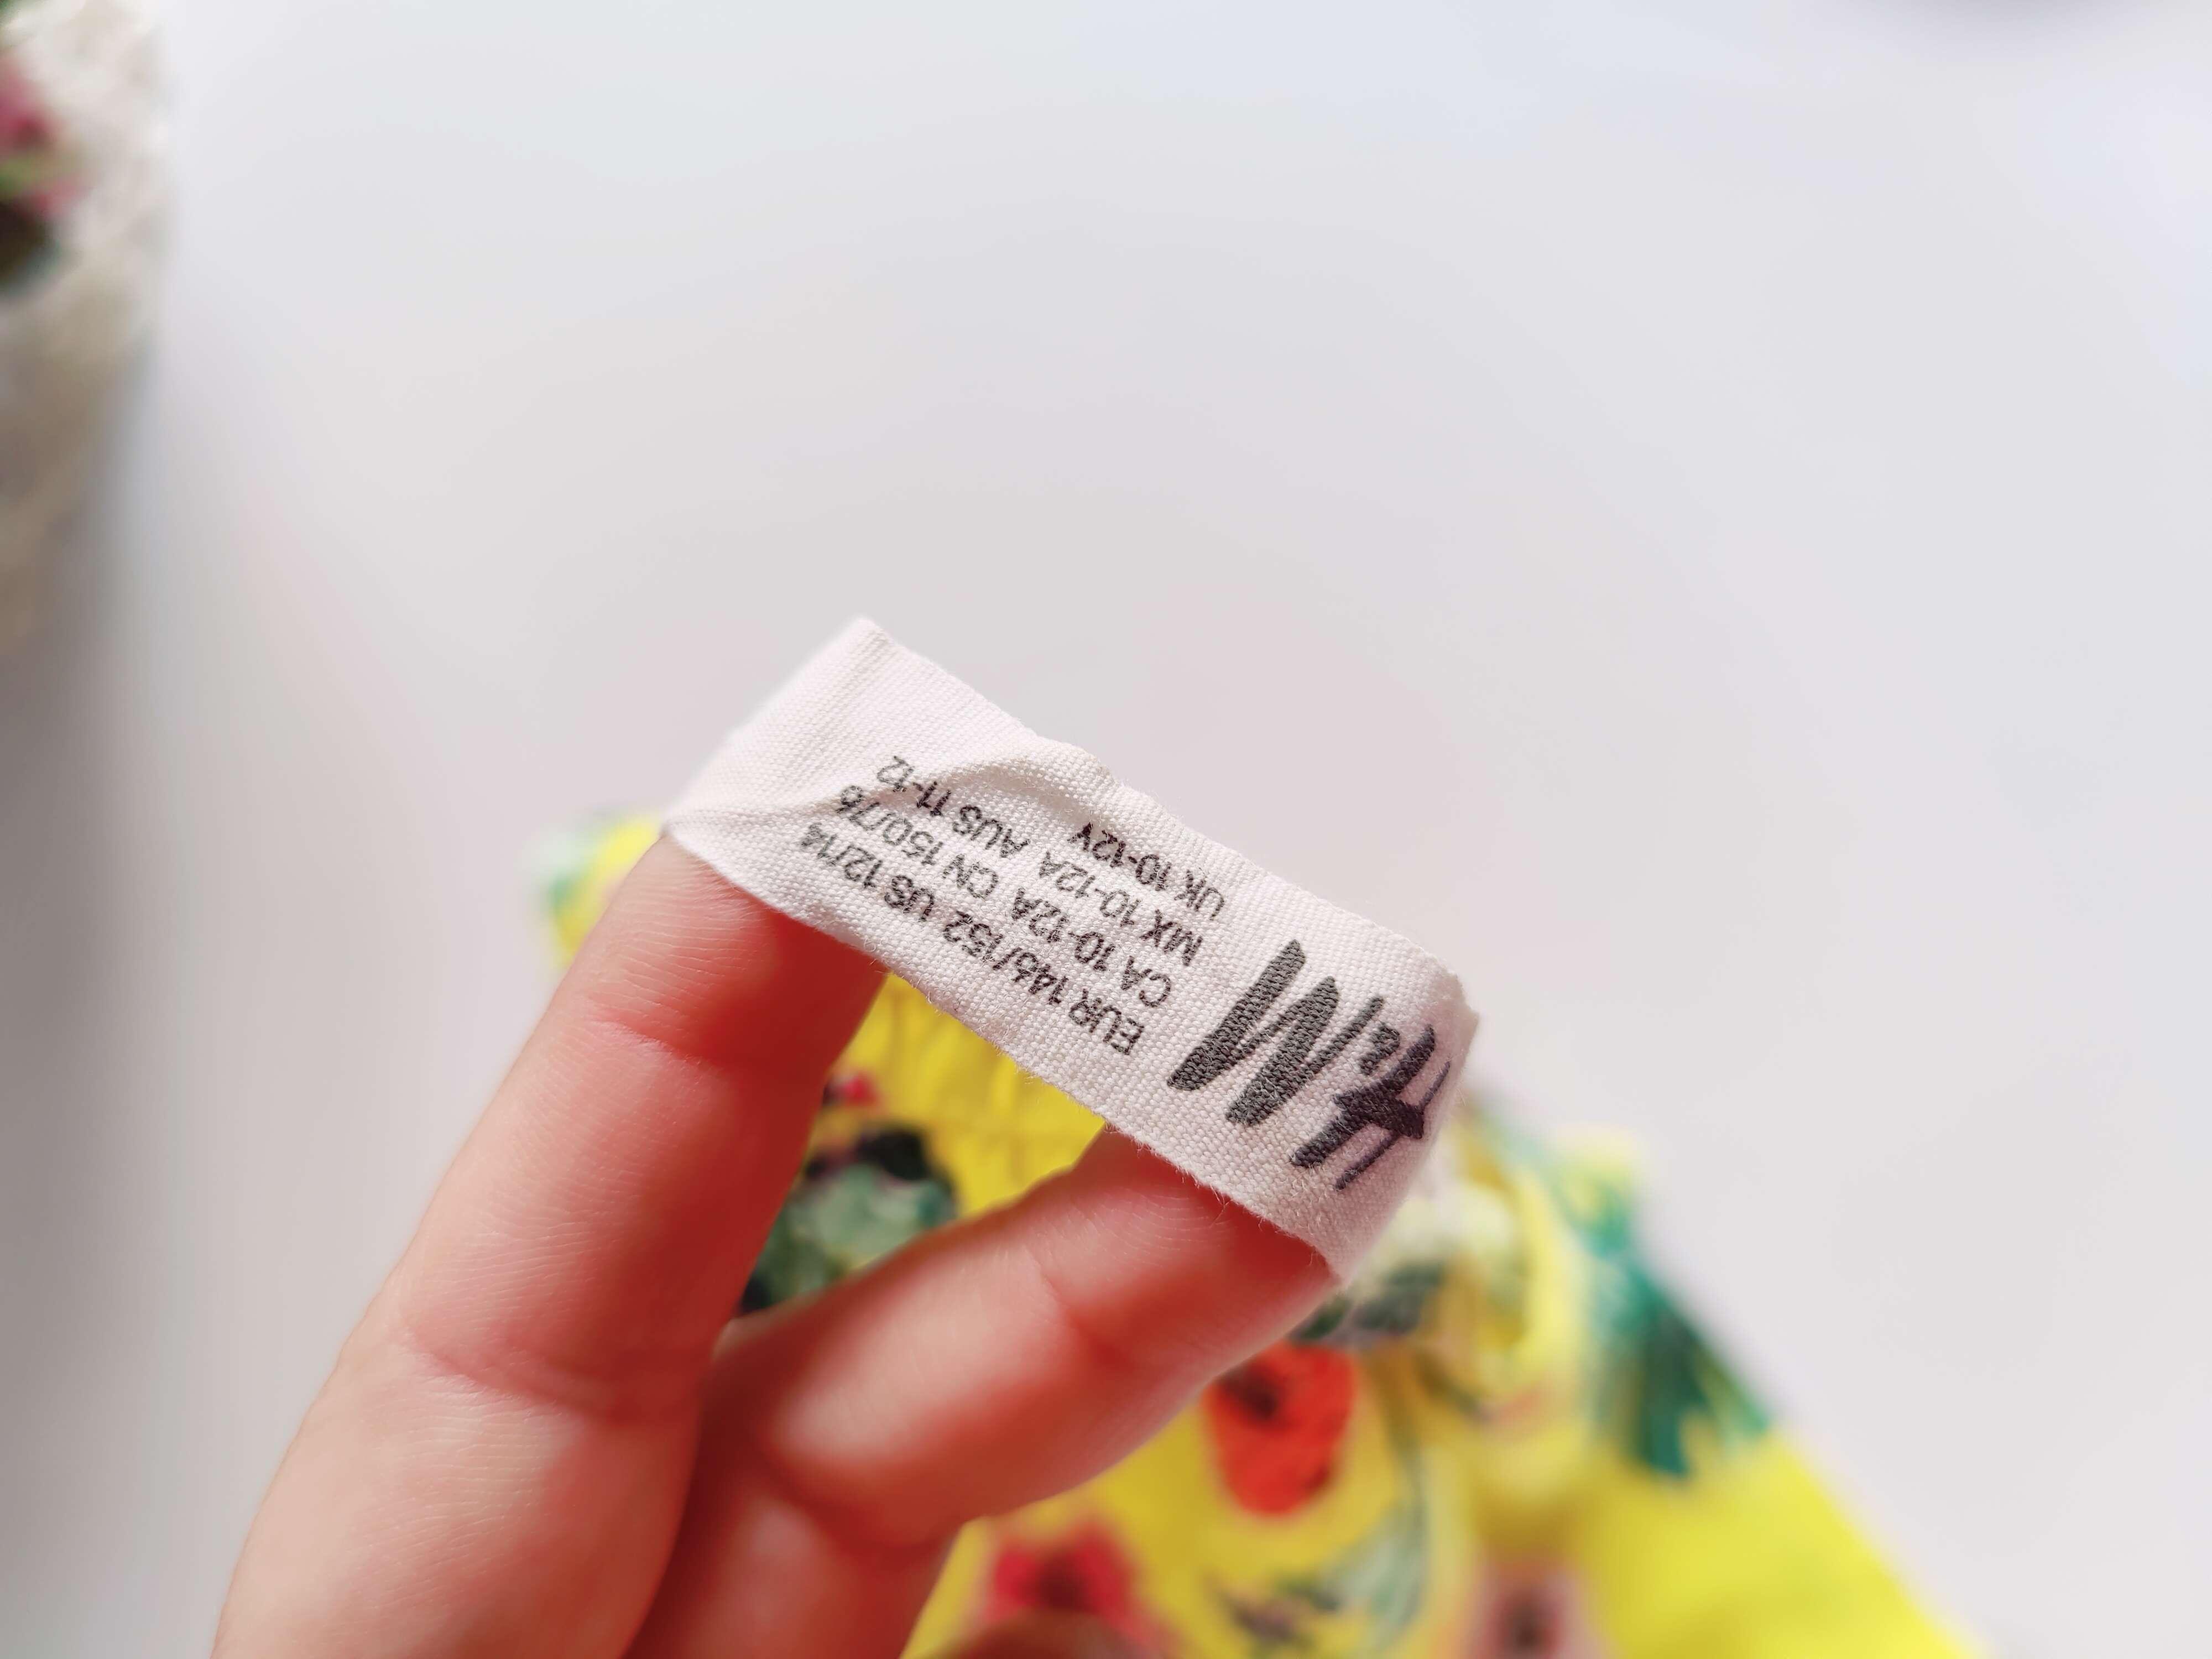 H&M
EUR 146/152 US 12/14
CA 10-12A CN 150/76
MX 10-12A AUS 11-12
UK 10-12Y